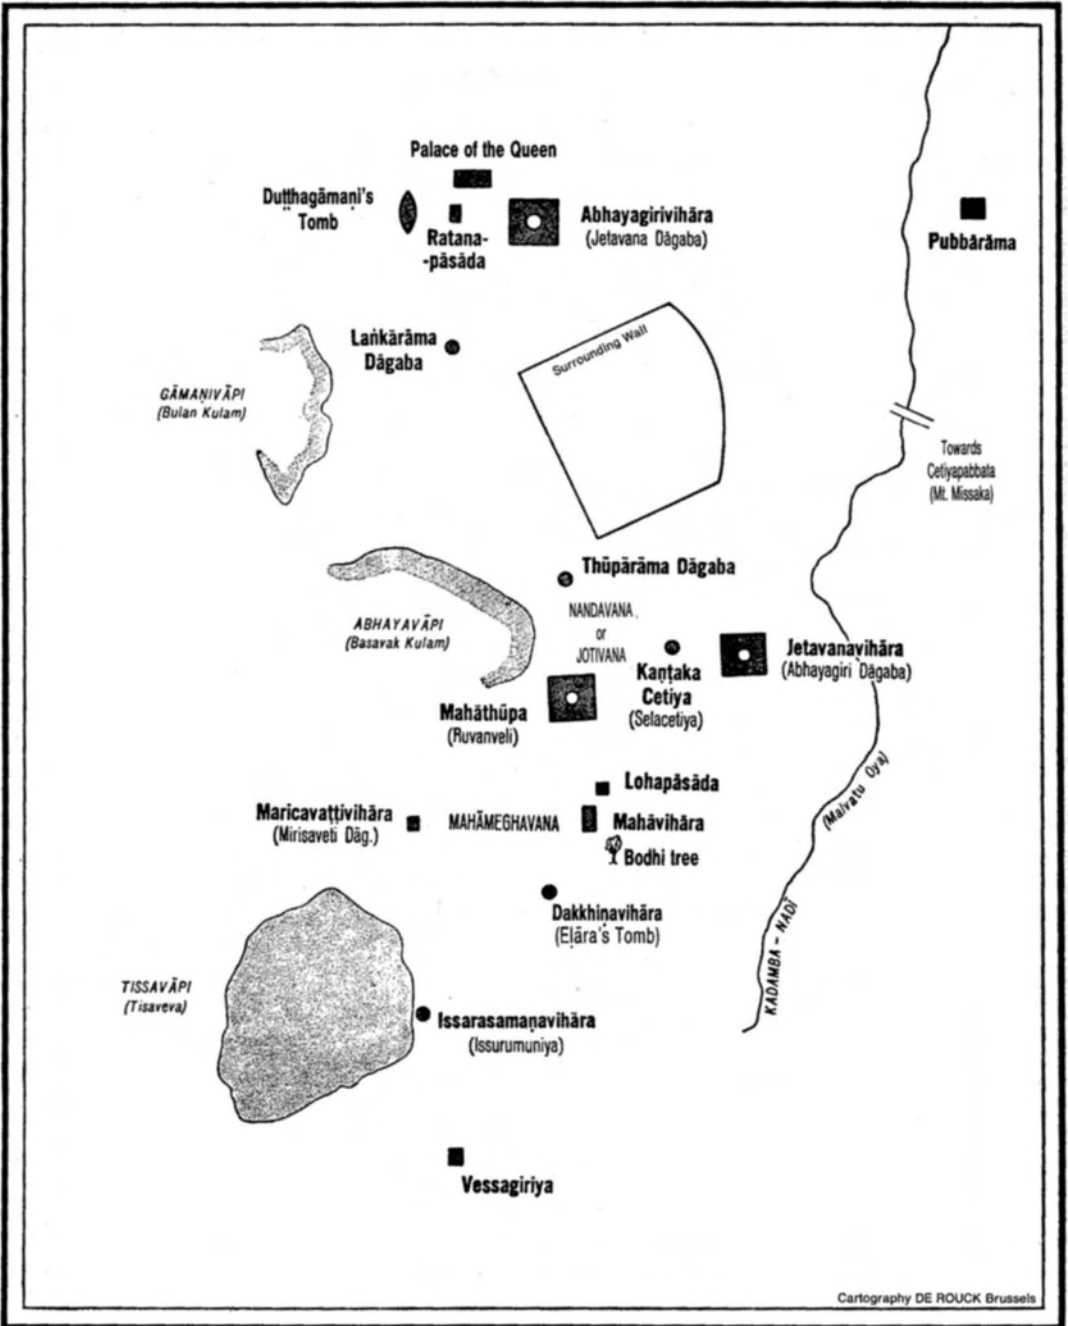 Palace of the Queen
Duṭṭhagāmaṇi's
Tomb
Ratana-
-pāsāda
Abhayagirivihāra
(Jetavana Dāgaba)
Pubbārāma
Laṅkārāma
Dāgaba
Surrounding Wall
GĀMAṆIVĀPI
(Bulan Kulam)
Towards
Cetiyapabbata
(Mt. Missaka)
Thūpārāma Dāgaba
NANDAVANA
or
JOTIVANA
ABHAYAVĀPI
(Basavak Kulam)
Jetavanavihāra
(Abhayagiri Dāgaba)
Kaṇṭaka
Cetiya
(Selacetiya)
Mahāthūpa
(Ruvanveli)
Lohapāsāda
Maricavaṭṭivihāra
(Mirisaveti Dāg.)
MAHĀMEGHAVANA
Mahāvihāra
Bodhi tree
(Malvatu Oya)
Dakkhiṇavihāra
(Eḷāra's Tomb)
KADAMBA-NADĪ
TISSAVĀPI
(Tisaveva)
Issarasamaṇavihāra
(Issurumuniya)
Vessagiriya
Cartography DE ROUCK Brussels